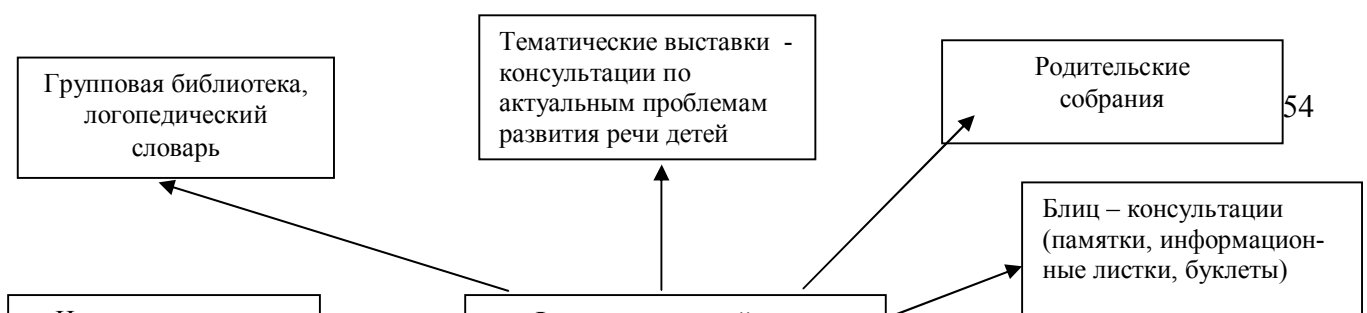 Групповая библиотека,
логопедический
словарь
Тематические выставки -
консультации по
актуальным проблемам
развития речи детей
Родительские
собрания
54
Блиц – консультации
(памятки, информацион-
ные листки, буклеты)